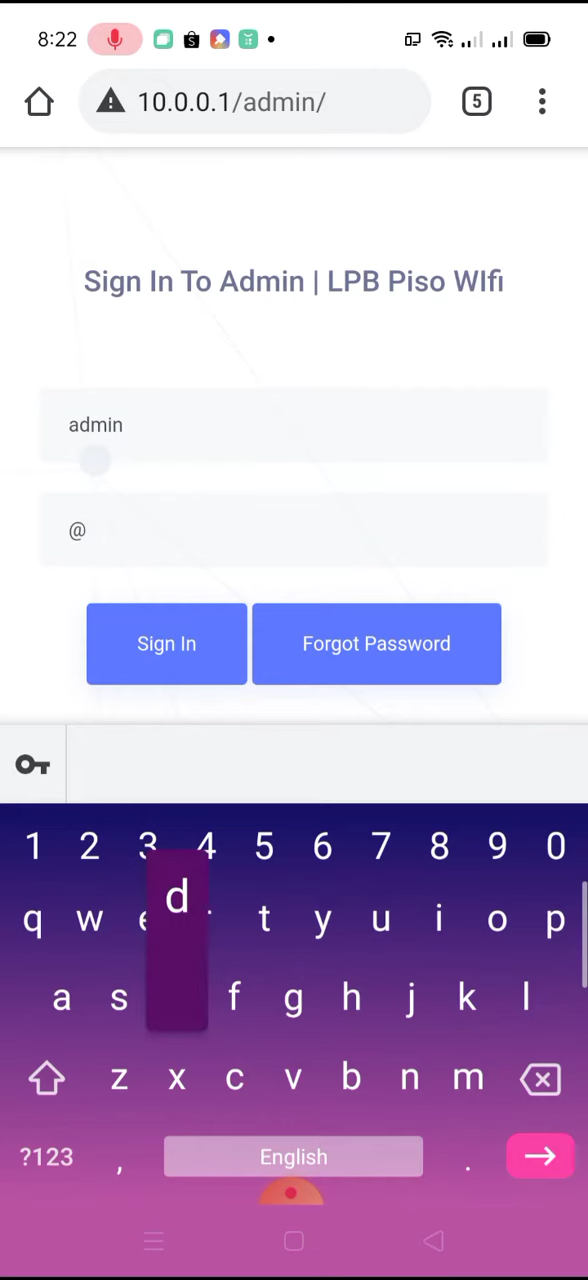 8:22
10.0.0.1/admin/
5
Sign In To Admin | LPB Piso WIfi
admin
@
Sign In
Forgot Password
1 2 3 4 5 6 7 8 9 0
q w e t y u i o p
d
a s f g h j k l
z x c v b n m
?123 , English .